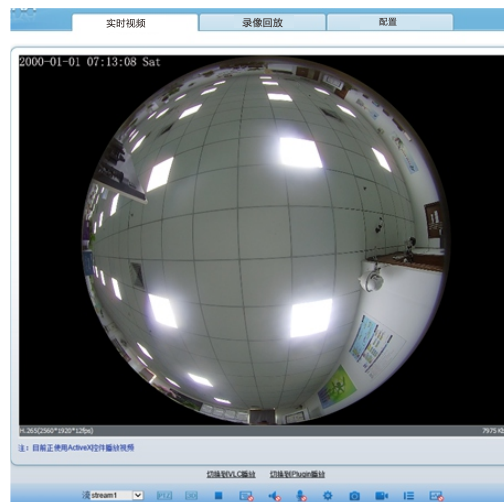 实时视频 录像回放 配置
2000-01-01 07:13:08 Sat
H.265(2560*1920*12fps) 7975 Kb
注：目前正使用ActiveX控件播放视频
切换到VLC播放 切换到Plugin播放
stream1